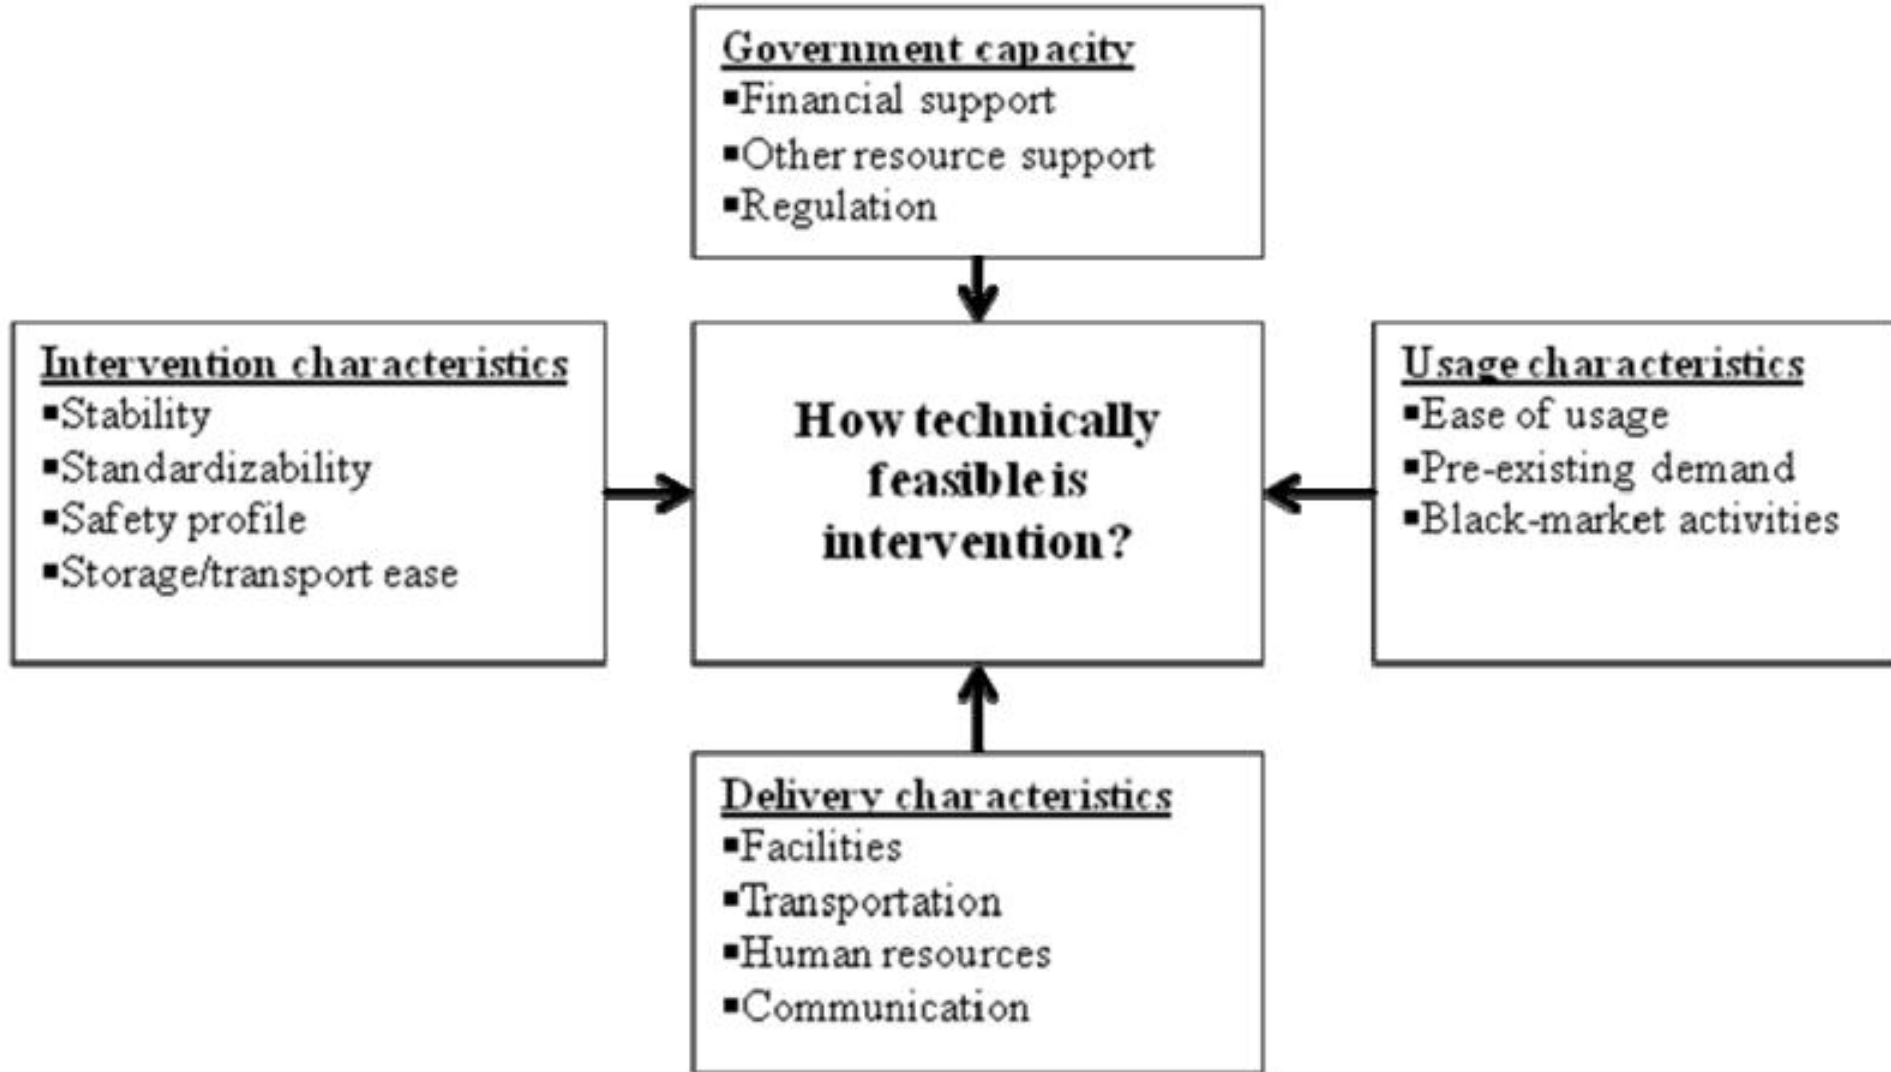 Government capacity
▪Financial support
▪Other resource support
▪Regulation
Intervention characteristics
▪Stability
▪Standardizability
▪Safety profile
▪Storage/transport ease
How technically
feasible is
intervention?
Usage characteristics
▪Ease of usage
▪Pre-existing demand
▪Black-market activities
Delivery characteristics
▪Facilities
▪Transportation
▪Human resources
▪Communication